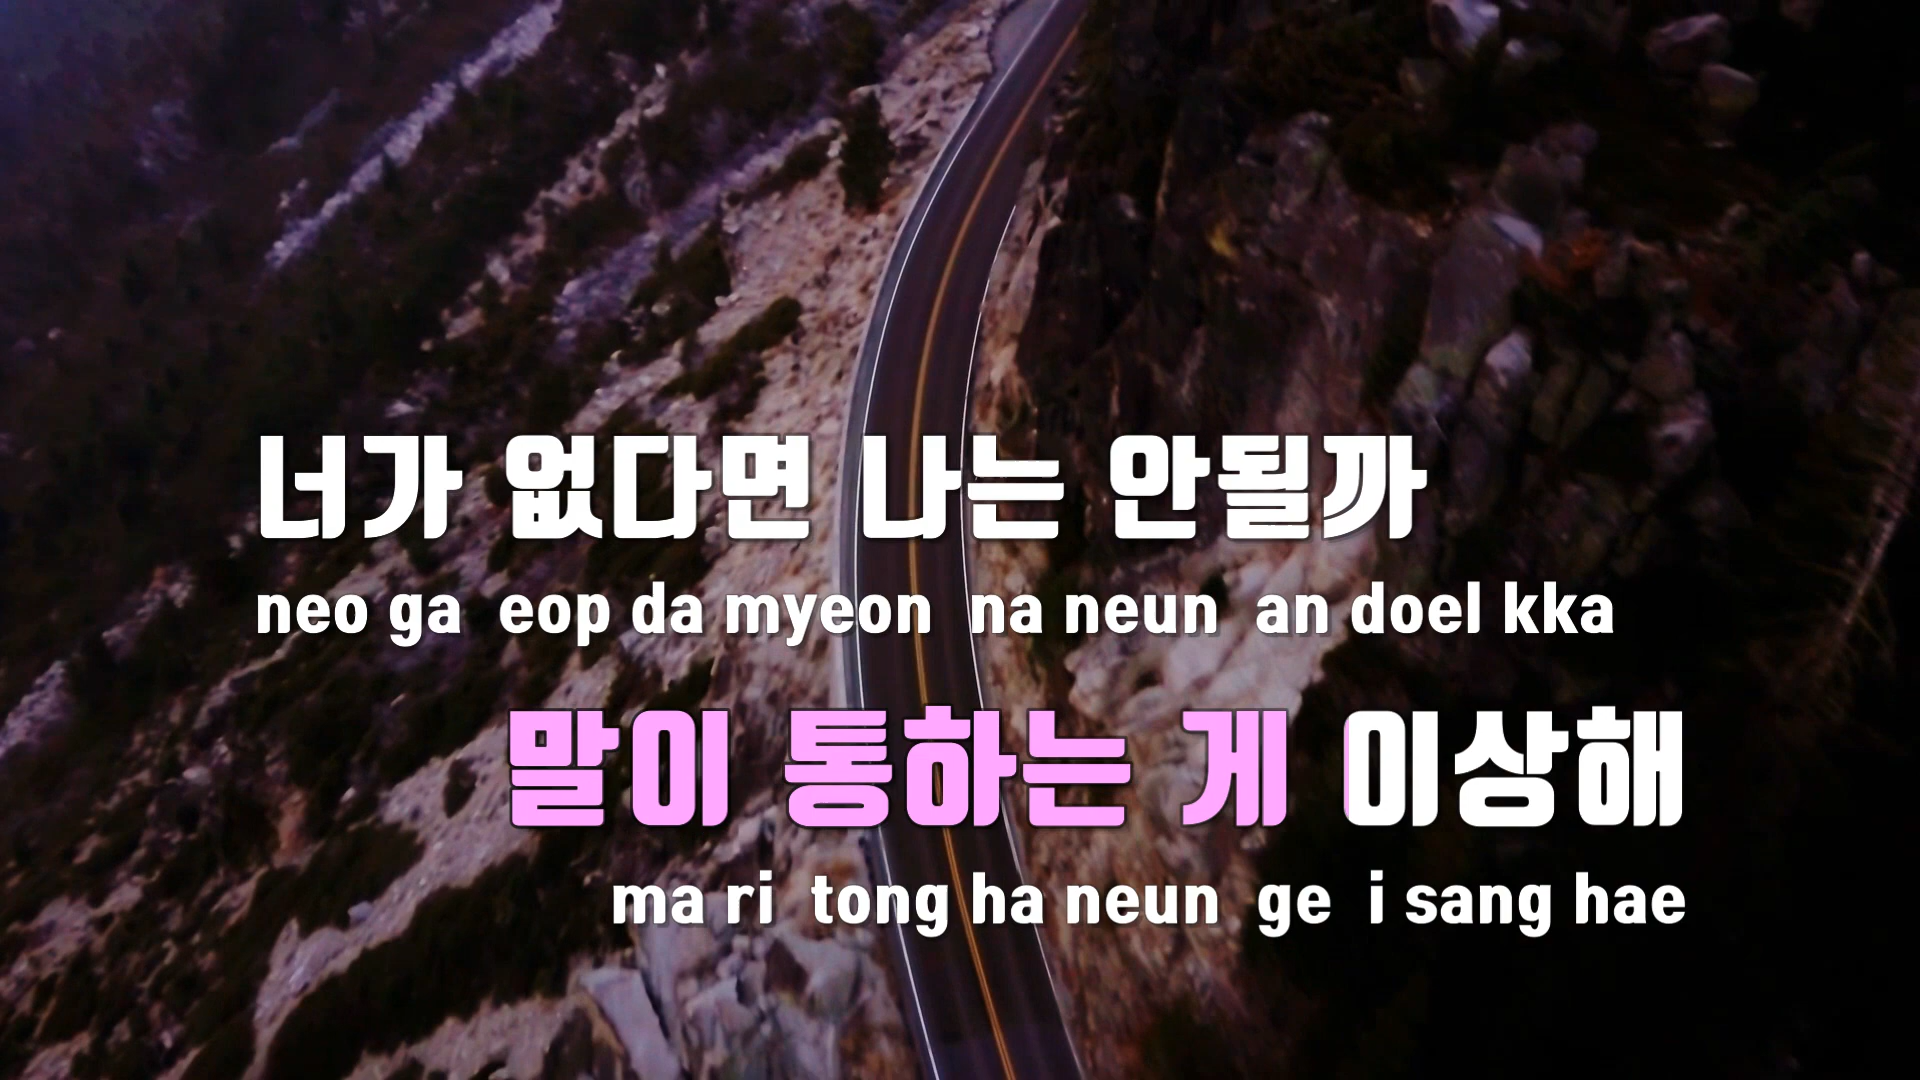 너가 없다면 나는 안될까
neo ga eop da myeon na neun an doel kka
말이 통하는 게 이상해
ma ri tong ha neun ge i sang hae